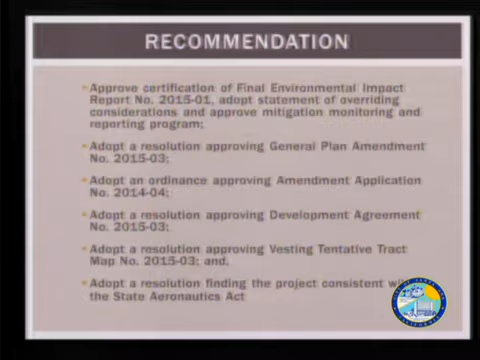 RECOMMENDATION
Approve certification of Final Environmental Impact
Report No. 2015-01, adopt statement of overriding
considerations and approve mitigation monitoring and
reporting program;
Adopt a resolution approving General Plan Amendment
No. 2015-03;
Adopt an ordinance approving Amendment Application
No. 2014-04;
Adopt a resolution approving Development Agreement
No. 2015-03;
Adopt a resolution approving Vesting Tentative Tract
Map No. 2015-03; and,
Adopt a resolution finding the project consistent with
the State Aeronautics Act